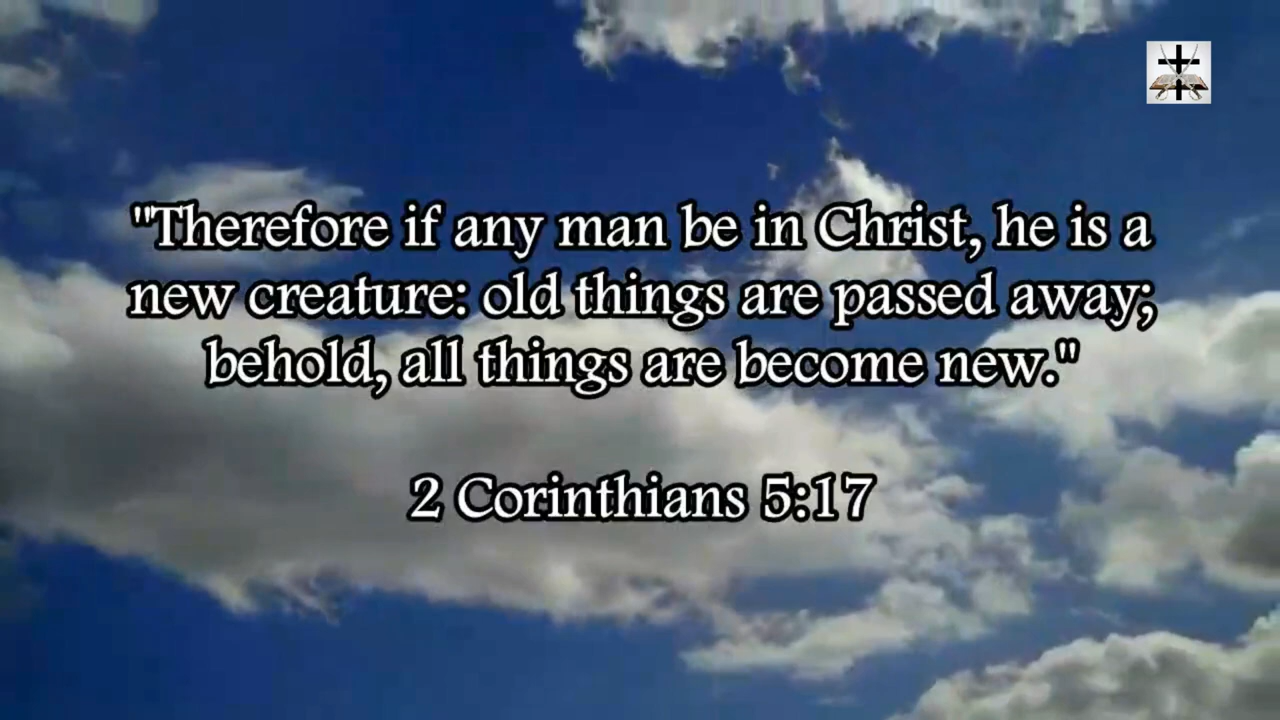 "Therefore if any man be in Christ, he is a
new creature: old things are passed away;
behold, all things are become new."
2 Corinthians 5:17